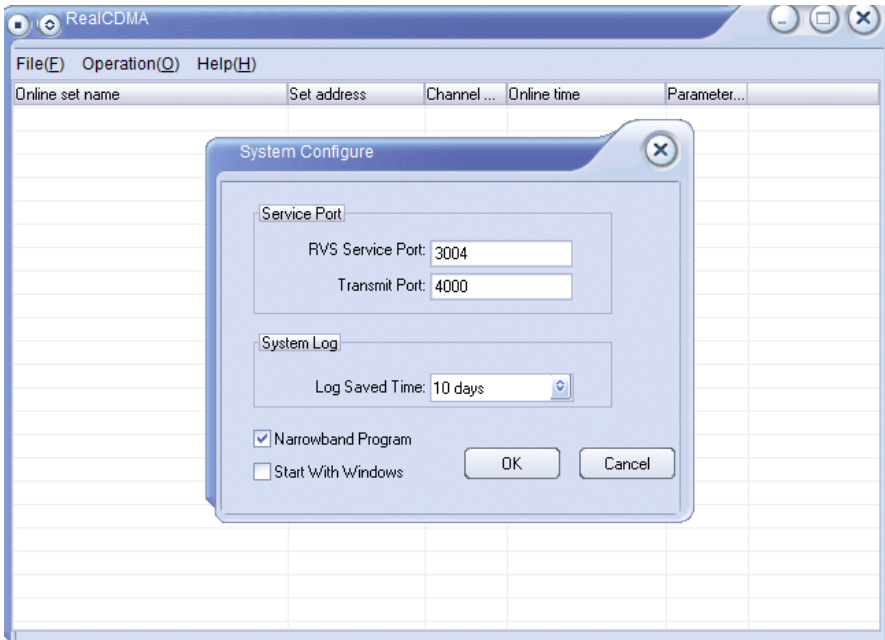 RealCDMA
File(F) Operation(O) Help(H)
Online set name Set address Channel ... Online time Parameter...
System Configure
Service Port
RVS Service Port: 3004
Transmit Port: 4000
System Log
Log Saved Time: 10 days
Narrowband Program
Start With Windows
OK Cancel